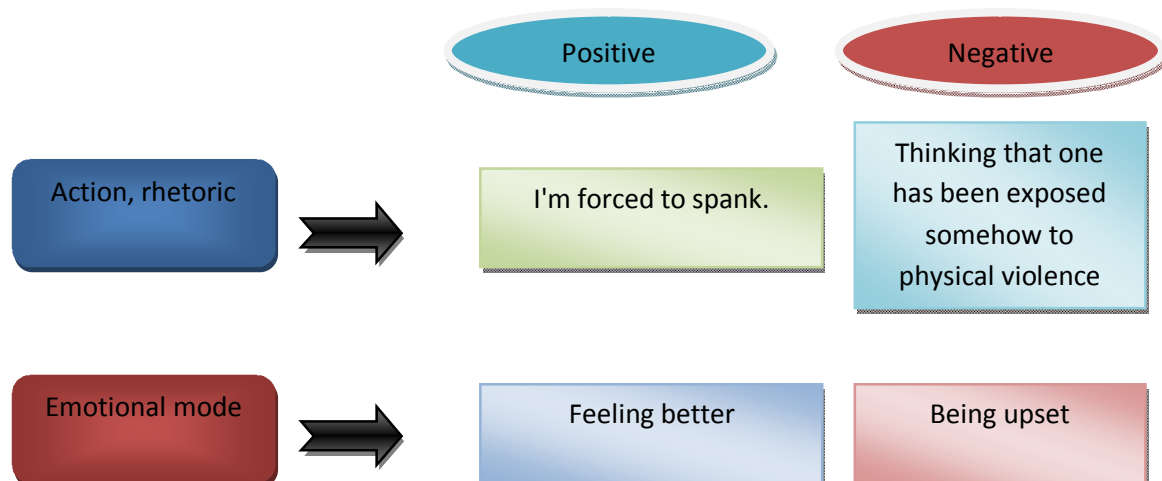 Positive
Negative
Action, rhetoric
I'm forced to spank.
Thinking that one
has been exposed
somehow to
physical violence
Emotional mode
Feeling better
Being upset